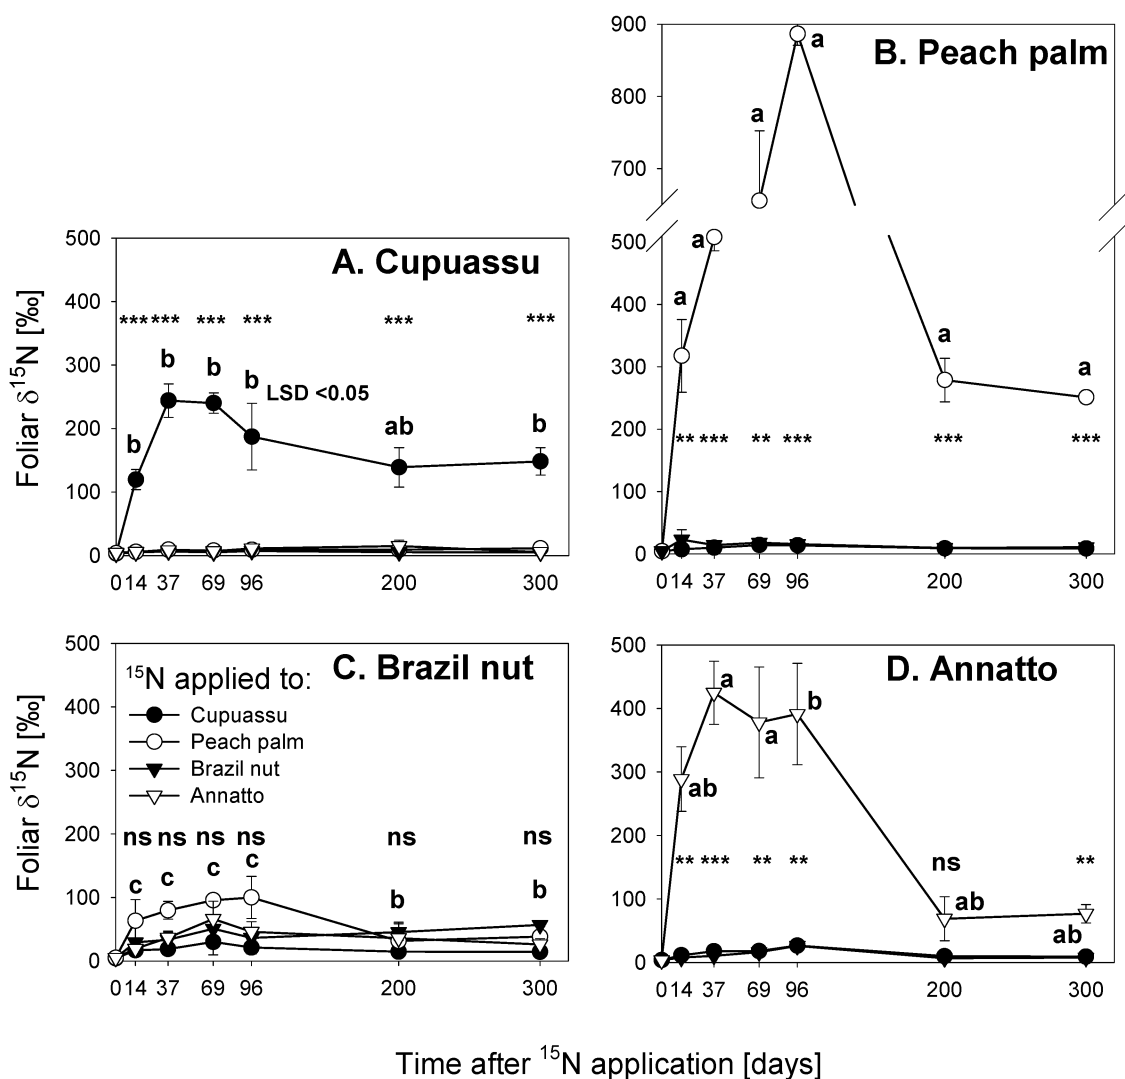 A. Cupuassu
Foliar δ¹⁵N [‰]
500
400
300
200
100
0
*** *** *** *** *** ***
b b b b ab b
LSD <0.05
0 14 37 69 96 200 300
B. Peach palm
900
800
700
500
400
300
200
100
0
a a a a a a
** *** ** *** *** ***
0 14 37 69 96 200 300
C. Brazil nut
Foliar δ¹⁵N [‰]
500
400
300
200
100
0
¹⁵N applied to:
Cupuassu
Peach palm
Brazil nut
Annatto
ns ns ns ns ns ns
c c c c b b
0 14 37 69 96 200 300
D. Annatto
500
400
300
200
100
0
ab a a b ab ab
** *** ** ** ns **
0 14 37 69 96 200 300
Time after ¹⁵N application [days]